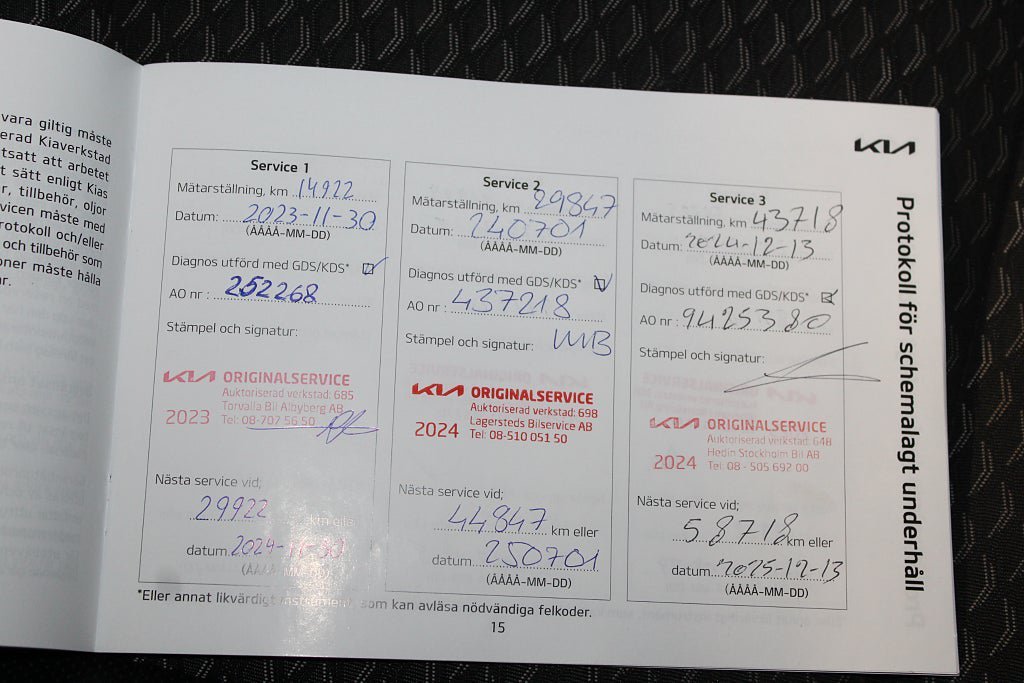 vara giltig måste
erad Kiaverkstad
tsatt att arbetet
t sätt enligt Kias
r, tillbehör, oljor
vicen måste med
rotokoll och/eller
och tillbehör som
oner måste hålla
ar.
KIA
Protokoll för schemalagt underhåll
Service 1
Mätarställning, km 14922
Datum: 2023-11-30
(ÅÅÅÅ-MM-DD)
Diagnos utförd med GDS/KDS*
AO nr : 252268
Stämpel och signatur:
KIA ORIGINALSERVICE
Auktoriserad verkstad: 685
Torvalla Bil Albyberg AB
2023 Tel: 08-707 56 50
Nästa service vid;
29922 km eller
datum 2024-11-30
(ÅÅÅÅ-MM-DD)
Service 2
Mätarställning, km 29847
Datum: 240701
(ÅÅÅÅ-MM-DD)
Diagnos utförd med GDS/KDS*
AO nr : 437218
Stämpel och signatur: WB
KIA ORIGINALSERVICE
Auktoriserad verkstad: 698
Lagersteds Bilservice AB
2024 Tel: 08-510 051 50
Nästa service vid;
44847 km eller
datum 250701
(ÅÅÅÅ-MM-DD)
Service 3
Mätarställning, km 43718
Datum: 2024-12-13
(ÅÅÅÅ-MM-DD)
Diagnos utförd med GDS/KDS*
AO nr : 9425380
Stämpel och signatur:
KIA ORIGINALSERVICE
Auktoriserad verkstad: 648
Hedin Stockholm Bil AB
2024 Tel: 08 - 505 692 00
Nästa service vid;
58718 km eller
datum 2025-12-13
(ÅÅÅÅ-MM-DD)
*Eller annat likvärdigt instrument, som kan avläsa nödvändiga felkoder.
15